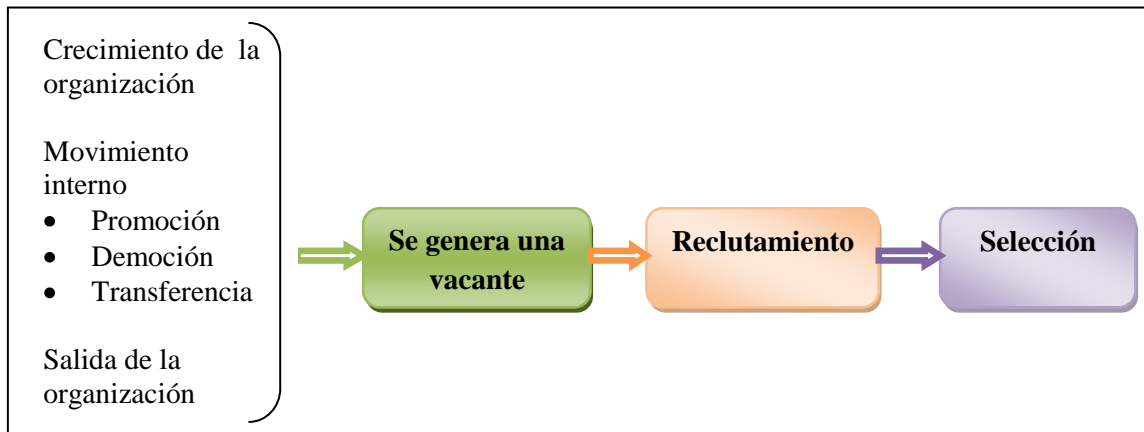 Crecimiento de la
organización
Movimiento
interno
• Promoción
• Democión
• Transferencia
Salida de la
organización
Se genera una
vacante
Reclutamiento
Selección